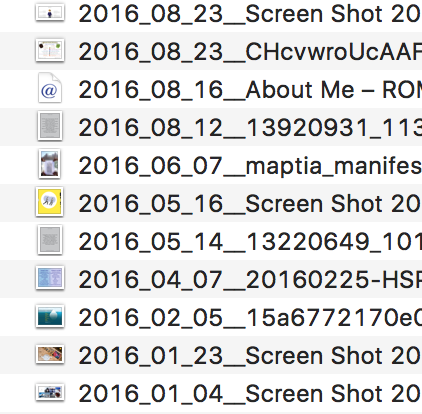 2016_08_23__Screen Shot 20
2016_08_23__CHcvwroUcAAF
2016_08_16__About Me – ROM
2016_08_12__13920931_113
2016_06_07__maptia_manifes
2016_05_16__Screen Shot 20
2016_05_14__13220649_101
2016_04_07__20160225-HSP
2016_02_05__15a6772170e0
2016_01_23__Screen Shot 20
2016_01_04__Screen Shot 20